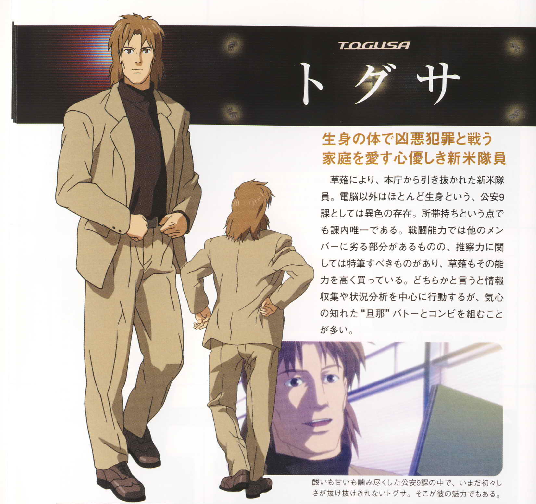 TOGUSA
トグサ
生身の体で凶悪犯罪と戦う
家庭を愛す心優しき新米隊員
草薙により、本庁から引き抜かれた新米隊
員。電脳以外はほとんど生身という、公安9
課としては異色の存在。所帯持ちという点で
も課内唯一である。戦闘能力では他のメン
バーに劣る部分があるものの、推察力に関
しては特筆すべきものがあり、草薙もその能
力を高く買っている。どちらかと言うと情報
収集や状況分析を中心に行動するが、気心
の知れた“旦那”バトーとコンビを組むこと
が多い。
酸いも甘いも噛み尽くした公安9課の中で、いまだ初々し
さが抜け抜けきれないトグサ。そこが彼の魅力でもある。